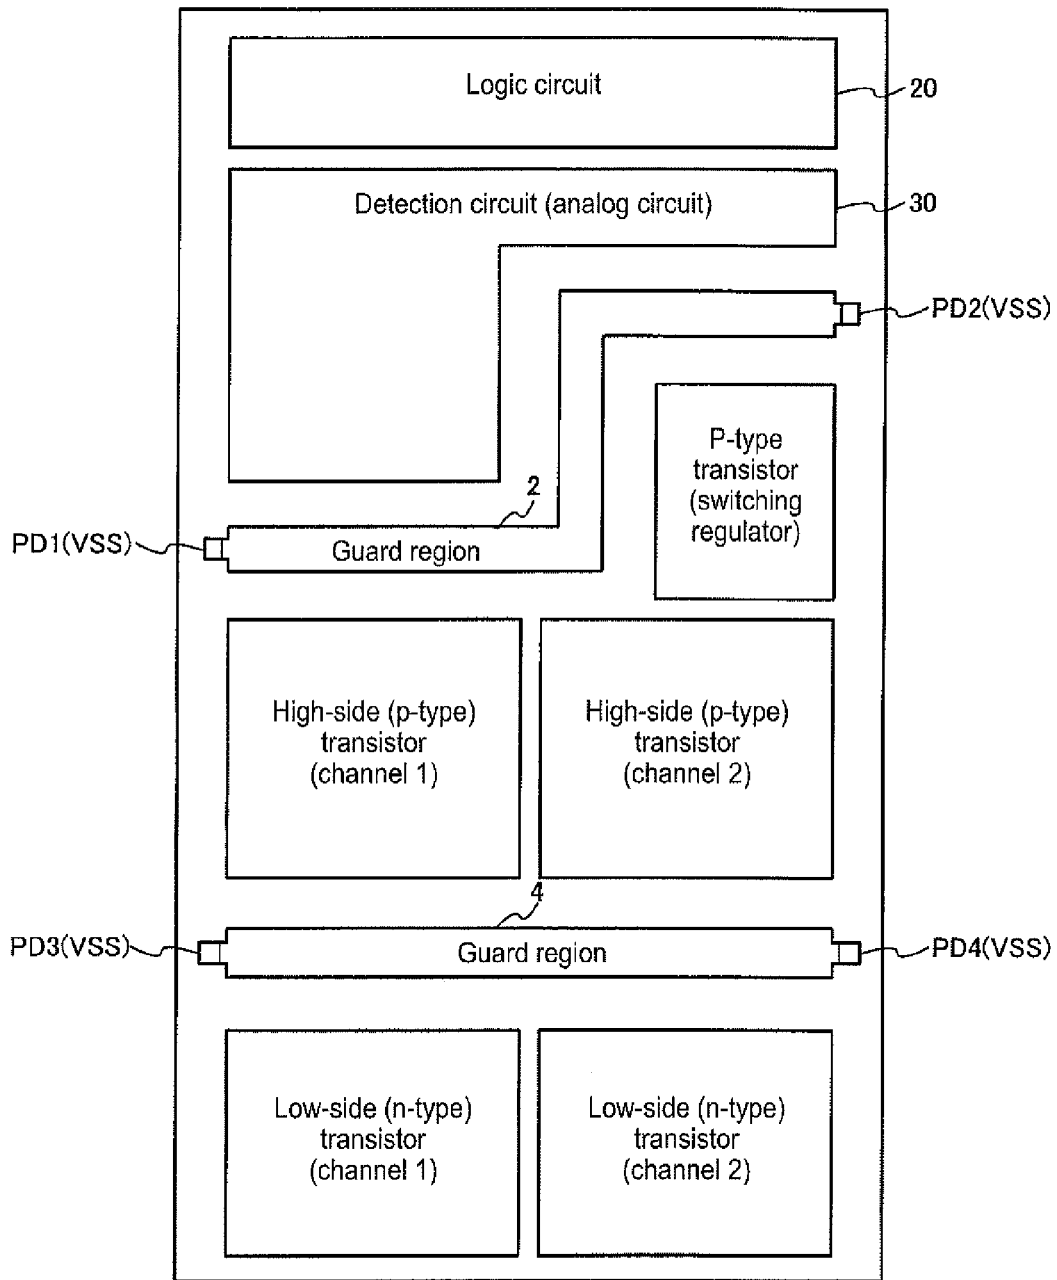 Logic circuit
20
Detection circuit (analog circuit)
30
PD2(VSS)
P-type
transistor
(switching
regulator)
2
PD1(VSS)
Guard region
High-side (p-type)
transistor
(channel 1)
High-side (p-type)
transistor
(channel 2)
4
PD3(VSS)
Guard region
PD4(VSS)
Low-side (n-type)
transistor
(channel 1)
Low-side (n-type)
transistor
(channel 2)